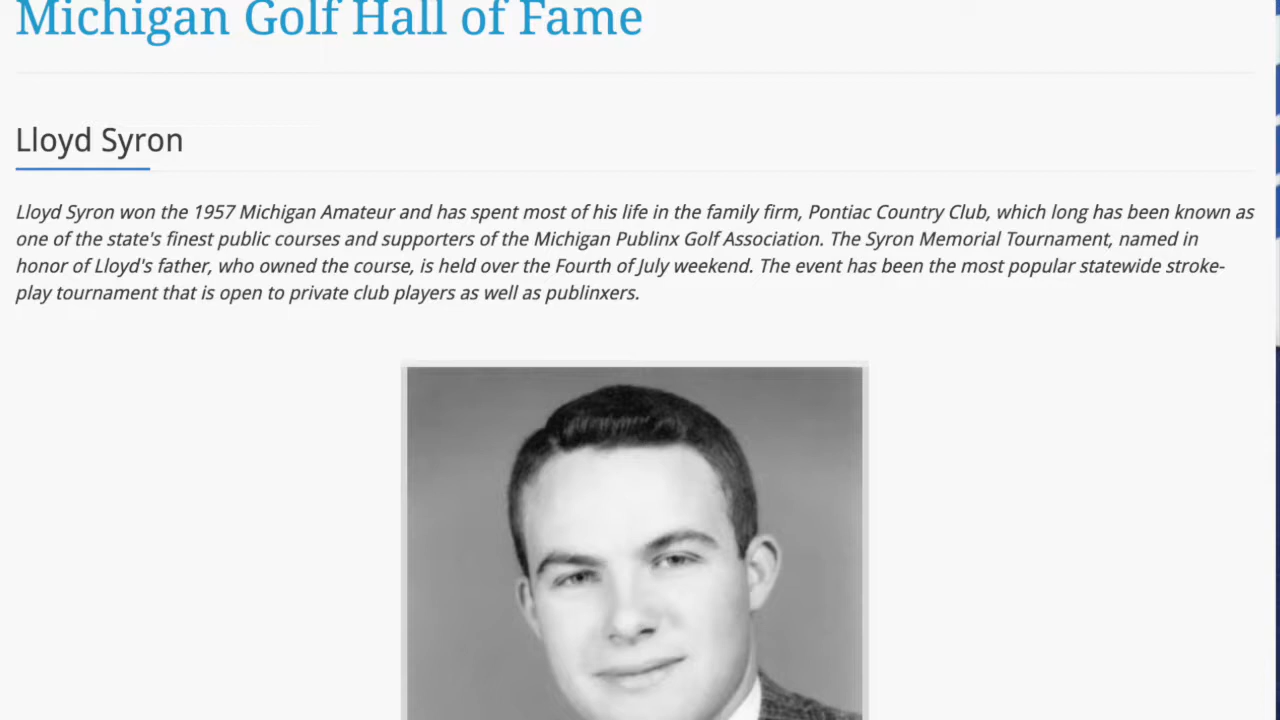 Michigan Golf Hall of Fame
Lloyd Syron
Lloyd Syron won the 1957 Michigan Amateur and has spent most of his life in the family firm, Pontiac Country Club, which long has been known as
one of the state's finest public courses and supporters of the Michigan Publinx Golf Association. The Syron Memorial Tournament, named in
honor of Lloyd's father, who owned the course, is held over the Fourth of July weekend. The event has been the most popular statewide stroke-
play tournament that is open to private club players as well as publinxers.